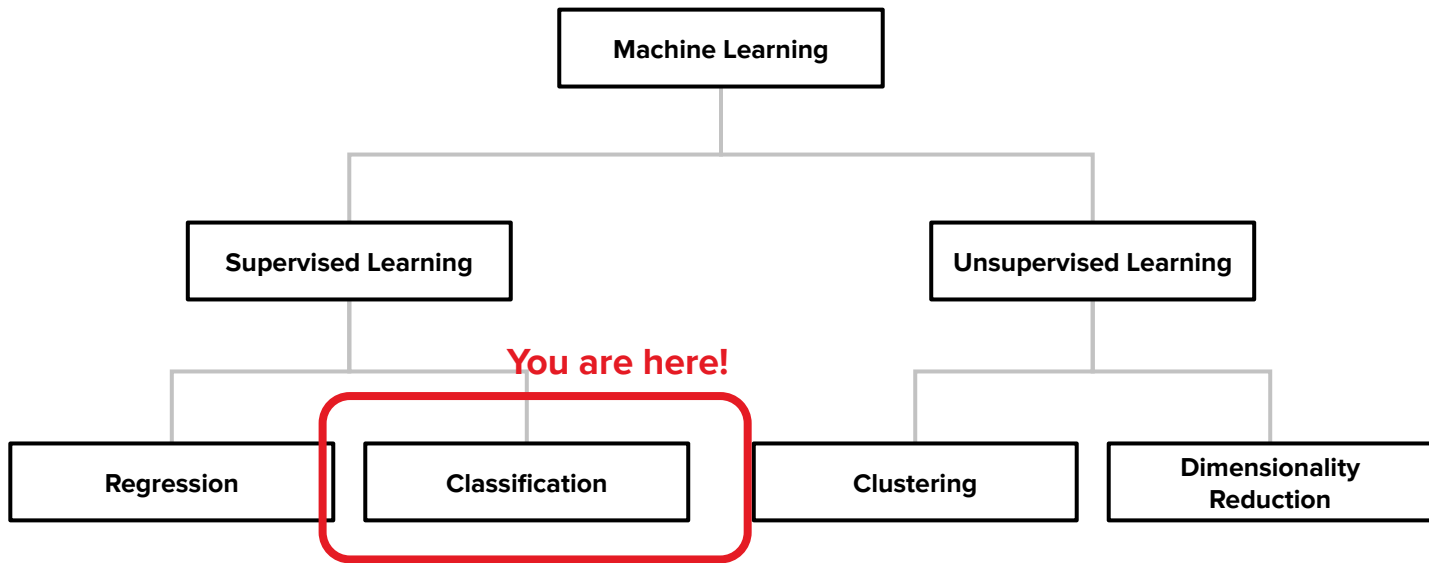 Machine Learning
Supervised Learning
Unsupervised Learning
You are here!
Regression
Classification
Clustering
Dimensionality
Reduction